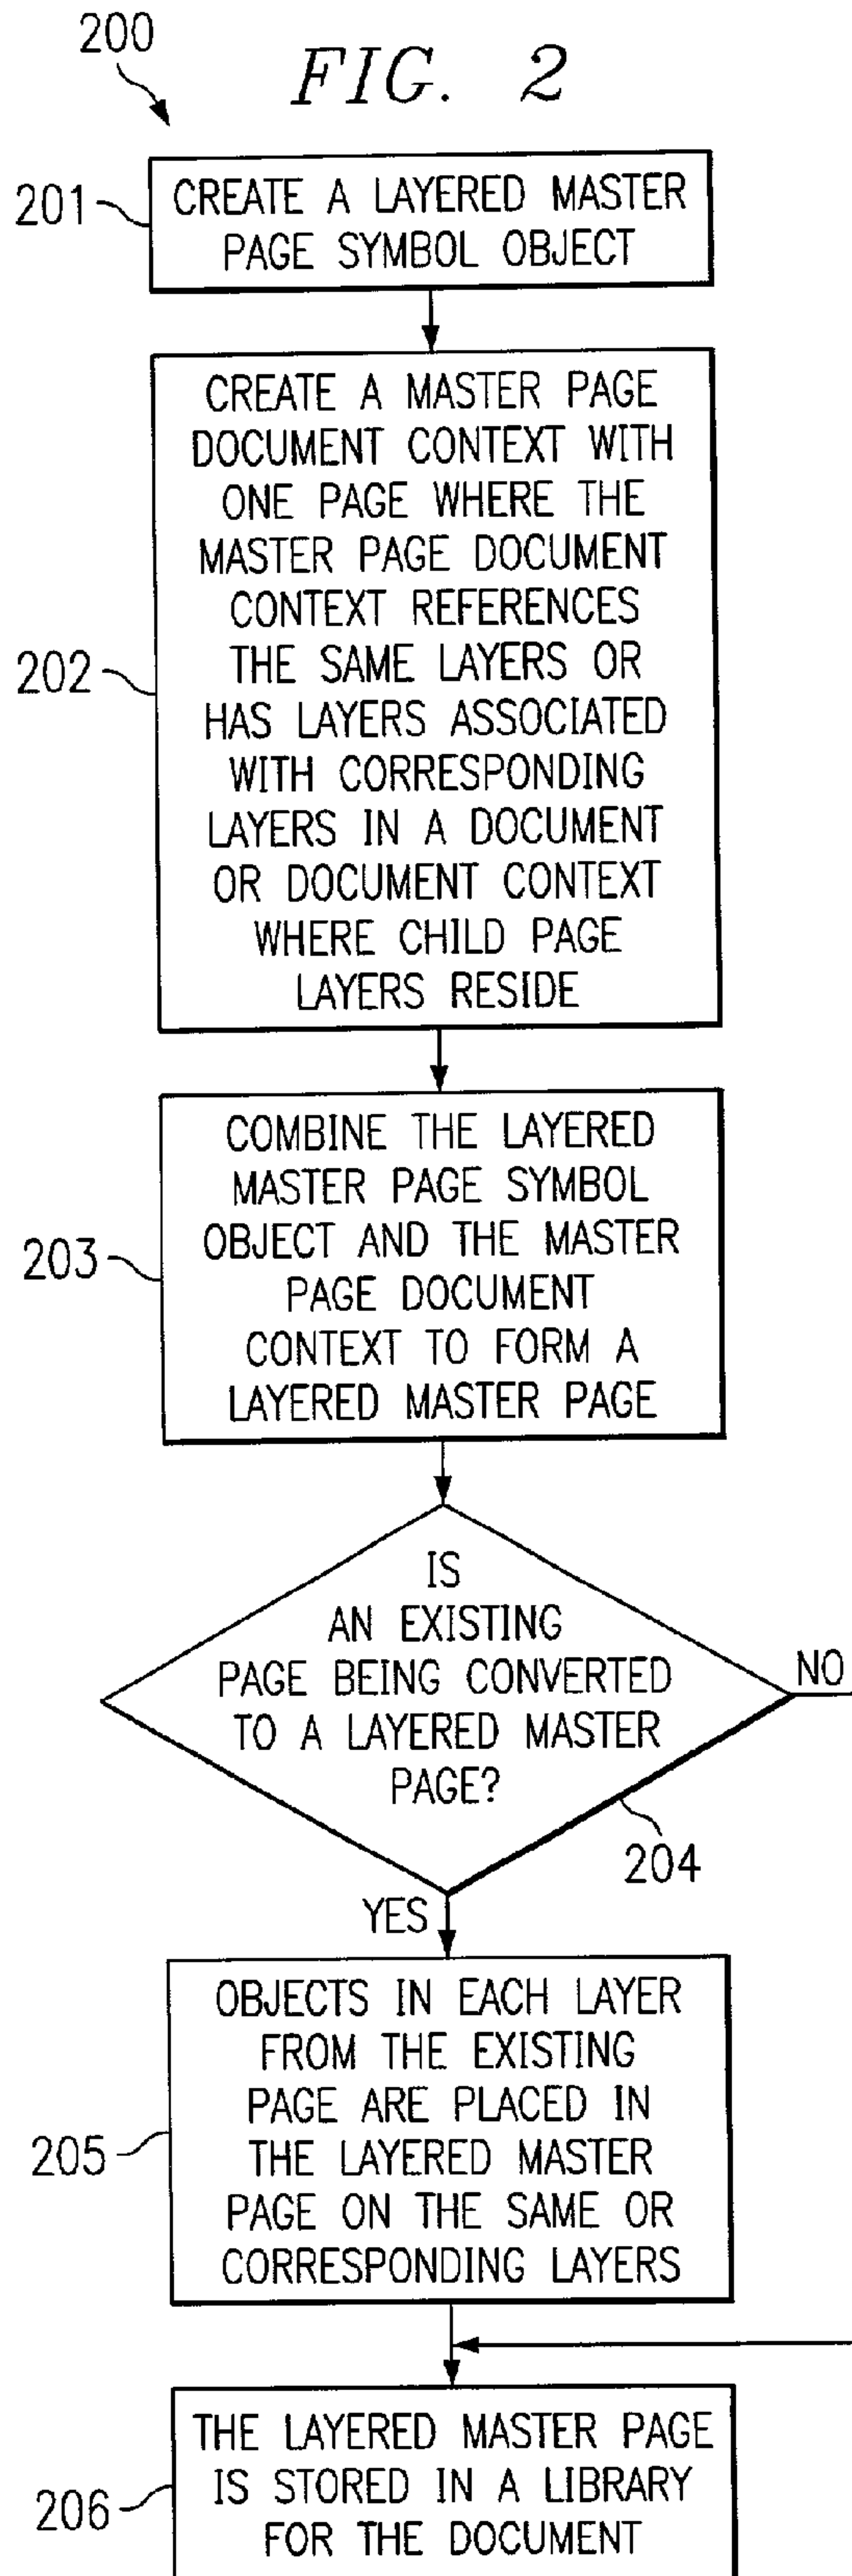 200
FIG. 2
201
CREATE A LAYERED MASTER
PAGE SYMBOL OBJECT
202
CREATE A MASTER PAGE
DOCUMENT CONTEXT WITH
ONE PAGE WHERE THE
MASTER PAGE DOCUMENT
CONTEXT REFERENCES
THE SAME LAYERS OR
HAS LAYERS ASSOCIATED
WITH CORRESPONDING
LAYERS IN A DOCUMENT
OR DOCUMENT CONTEXT
WHERE CHILD PAGE
LAYERS RESIDE
203
COMBINE THE LAYERED
MASTER PAGE SYMBOL
OBJECT AND THE MASTER
PAGE DOCUMENT
CONTEXT TO FORM A
LAYERED MASTER PAGE
IS
AN EXISTING
PAGE BEING CONVERTED
TO A LAYERED MASTER
PAGE?
NO
204
YES
205
OBJECTS IN EACH LAYER
FROM THE EXISTING
PAGE ARE PLACED IN
THE LAYERED MASTER
PAGE ON THE SAME OR
CORRESPONDING LAYERS
206
THE LAYERED MASTER PAGE
IS STORED IN A LIBRARY
FOR THE DOCUMENT